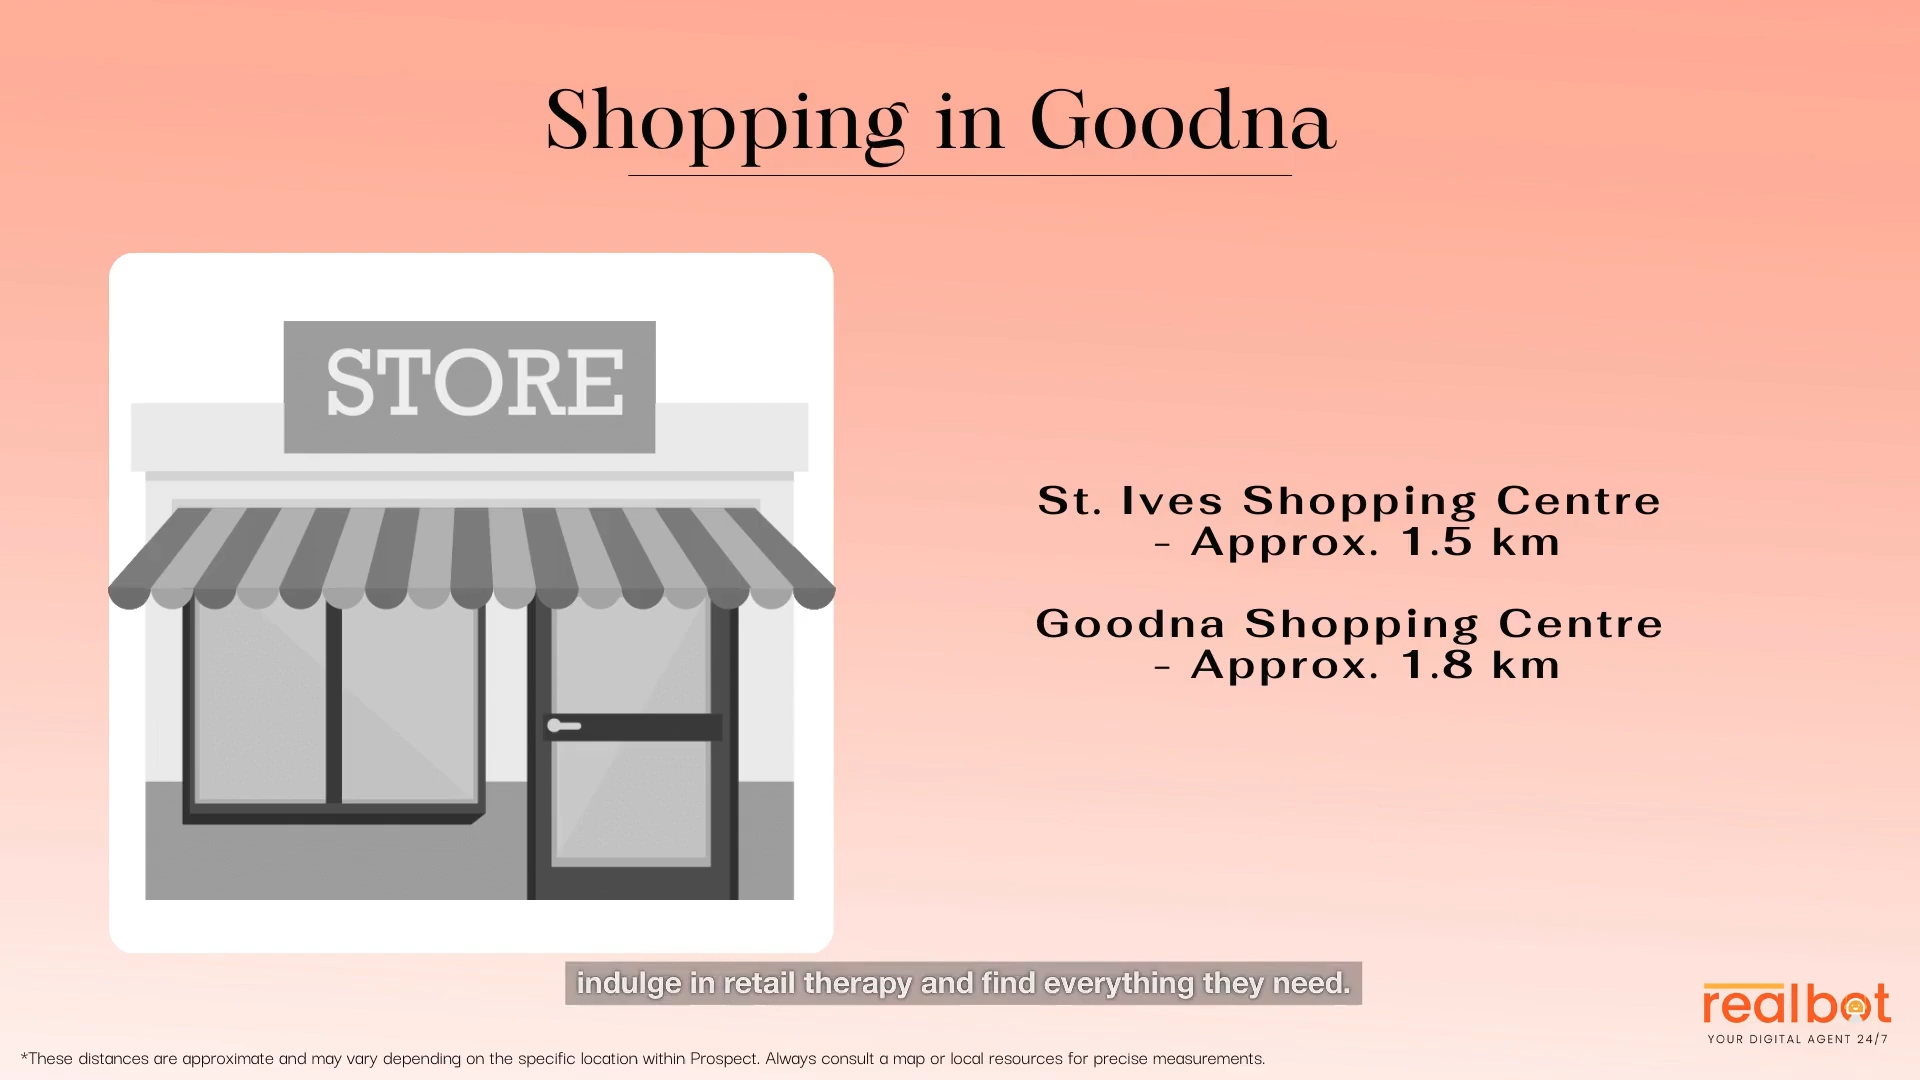 Shopping in Goodna
STORE
St. Ives Shopping Centre
- Approx. 1.5 km
Goodna Shopping Centre
- Approx. 1.8 km
indulge in retail therapy and find everything they need.
realbot
YOUR DIGITAL AGENT 24/7
*These distances are approximate and may vary depending on the specific location within Prospect. Always consult a map or local resources for precise measurements.